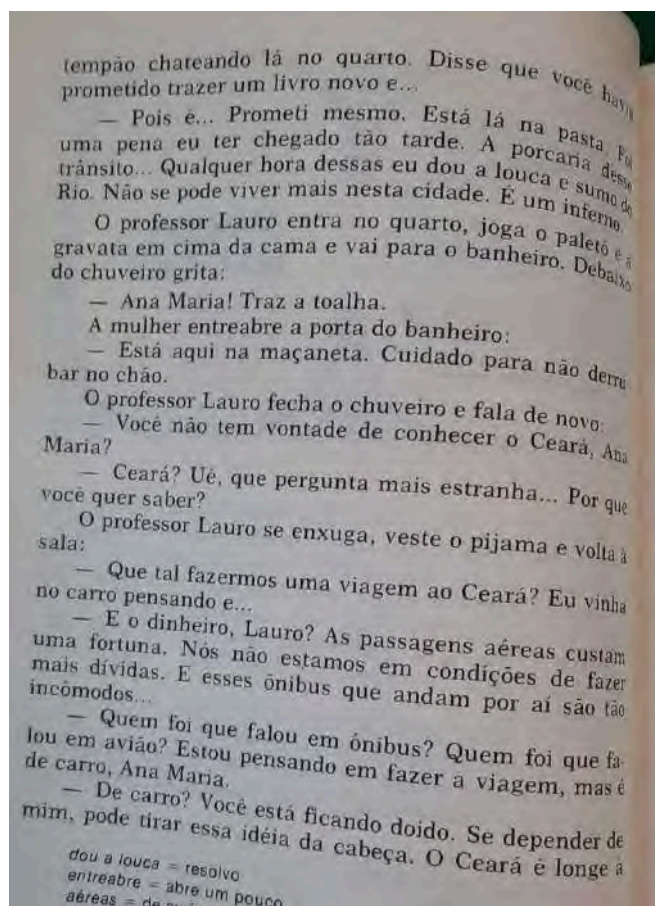 tempão chateando lá no quarto. Disse que você havia
prometido trazer um livro novo e...
— Pois é... Prometi mesmo. Está lá na pasta. Foi
uma pena eu ter chegado tão tarde. A porcaria desse
trânsito... Qualquer hora dessas eu dou a louca e sumo do
Rio. Não se pode viver mais nesta cidade. É um inferno.
O professor Lauro entra no quarto, joga o paletó e a
gravata em cima da cama e vai para o banheiro. Debaixo
do chuveiro grita:
— Ana Maria! Traz a toalha.
A mulher entreabre a porta do banheiro:
— Está aqui na maçaneta. Cuidado para não derru
bar no chão.
O professor Lauro fecha o chuveiro e fala de novo:
— Você não tem vontade de conhecer o Ceará, Ana
Maria?
— Ceará? Ué, que pergunta mais estranha... Por que
você quer saber?
O professor Lauro se enxuga, veste o pijama e volta à
sala:
— Que tal fazermos uma viagem ao Ceará? Eu vinha
no carro pensando e...
— E o dinheiro, Lauro? As passagens aéreas custam
uma fortuna. Nós não estamos em condições de fazer
mais dívidas. E esses ônibus que andam por aí são tão
incômodos...
— Quem foi que falou em ônibus? Quem foi que fa-
lou em avião? Estou pensando em fazer a viagem, mas é
de carro, Ana Maria.
— De carro? Você está ficando doido. Se depender de
mim, pode tirar essa idéia da cabeça. O Ceará é longe à
dou a louca = resolvo
entreabre = abre um pouco
aéreas = de